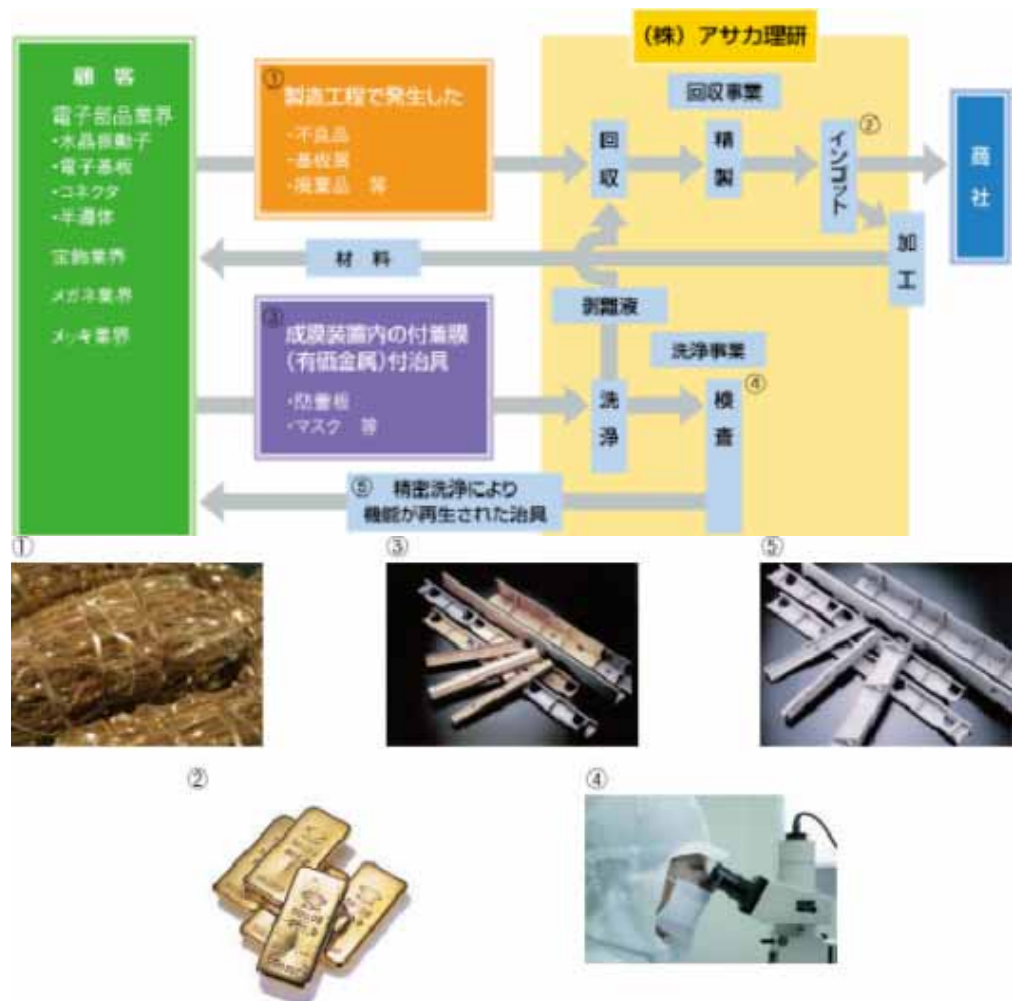 (株) アサカ理研
顧客
電子部品業界
・水晶振動子
・電子基板
・コネクタ
・半導体
宝飾業界
メガネ業界
メッキ業界
①
製造工程で発生した
・不良品
・基板屑
・廃棄品 等
回収事業
回収
精製
インゴット
②
商社
材料
加工
③
成膜装置内の付着膜
(有価金属)付治具
・防着板
・マスク 等
剥離液
洗浄事業
洗浄
検査
④
⑤ 精密洗浄により
機能が再生された治具
①
③
⑤
②
④